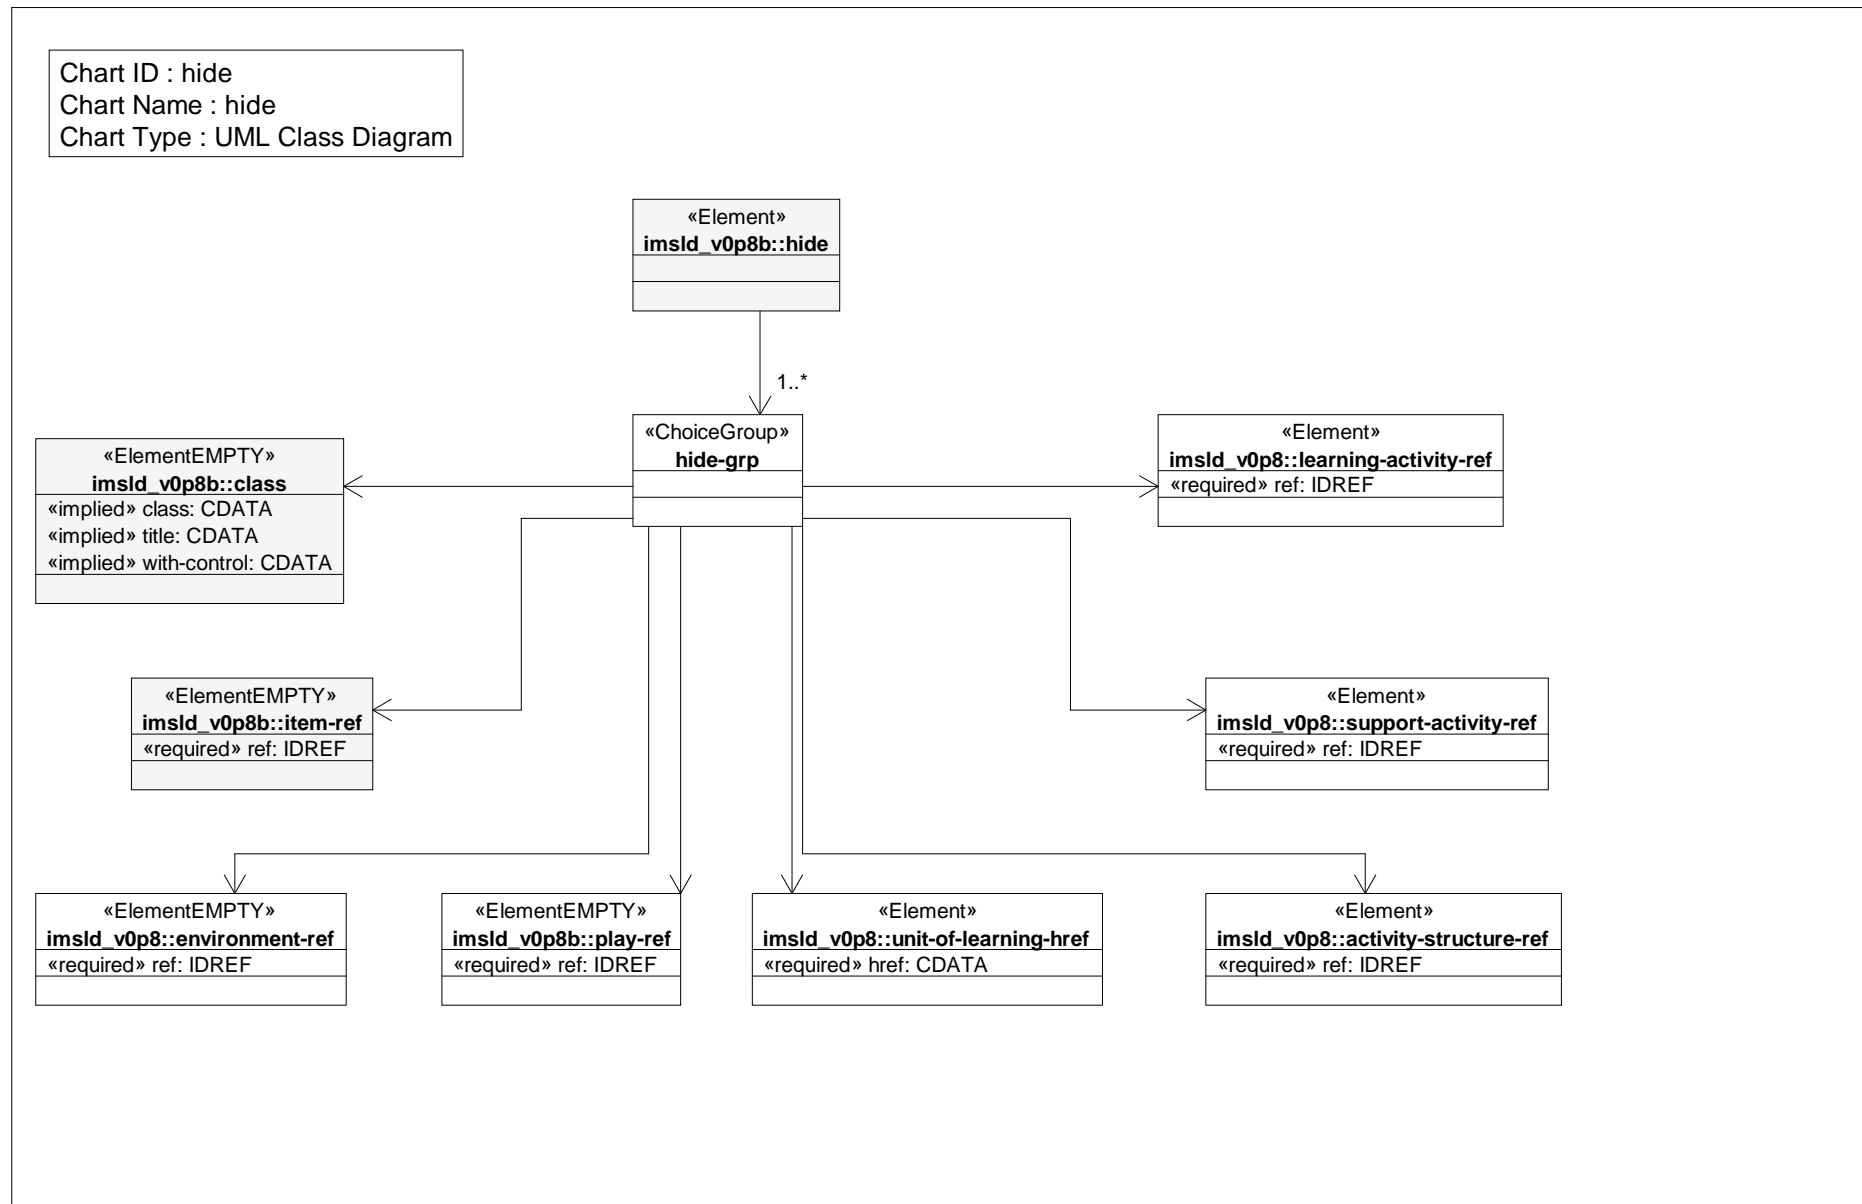 Chart ID : hide
Chart Name : hide
Chart Type : UML Class Diagram
«Element»
imsld_v0p8b::hide
1..*
«ChoiceGroup»
hide-grp
«ElementEMPTY»
imsld_v0p8b::class
«implied» class: CDATA
«implied» title: CDATA
«implied» with-control: CDATA
«Element»
imsld_v0p8::learning-activity-ref
«required» ref: IDREF
«ElementEMPTY»
imsld_v0p8b::item-ref
«required» ref: IDREF
«Element»
imsld_v0p8::support-activity-ref
«required» ref: IDREF
«ElementEMPTY»
imsld_v0p8::environment-ref
«required» ref: IDREF
«ElementEMPTY»
imsld_v0p8b::play-ref
«required» ref: IDREF
«Element»
imsld_v0p8::unit-of-learning-href
«required» href: CDATA
«Element»
imsld_v0p8::activity-structure-ref
«required» ref: IDREF